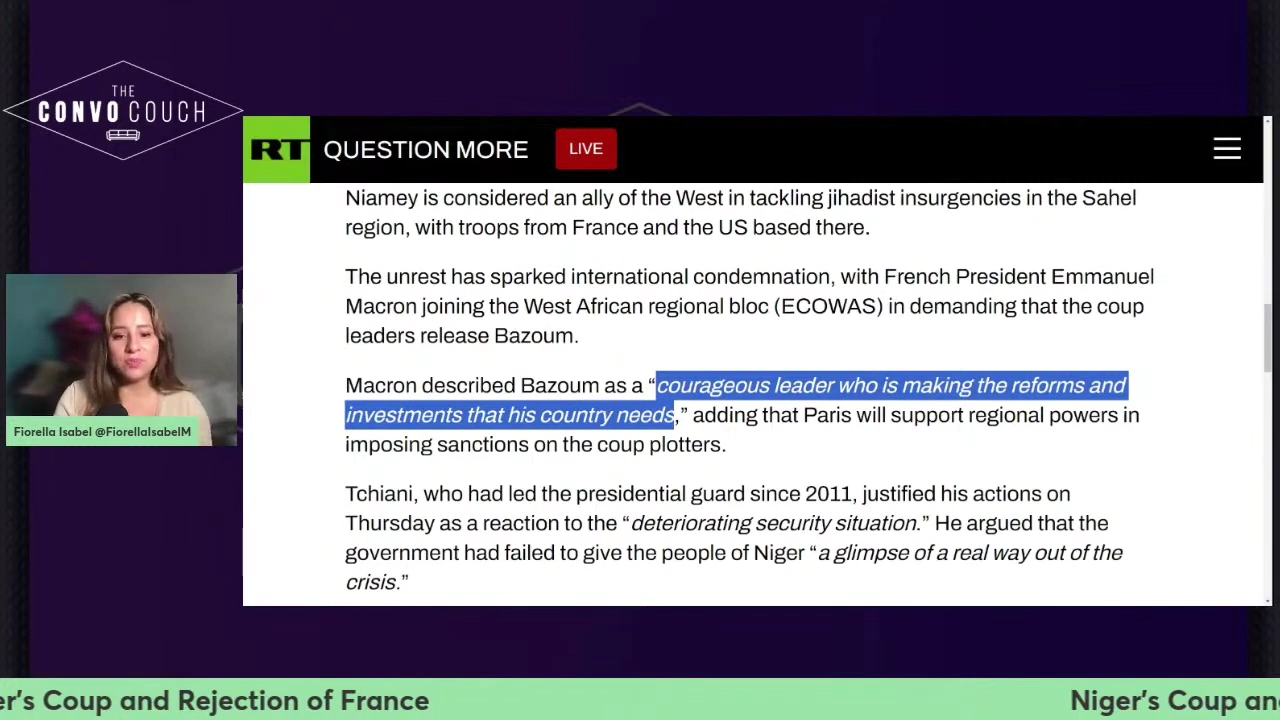 THE
CONVO COUCH
RT
QUESTION MORE
LIVE
Niamey is considered an ally of the West in tackling jihadist insurgencies in the Sahel
region, with troops from France and the US based there.
The unrest has sparked international condemnation, with French President Emmanuel
Macron joining the West African regional bloc (ECOWAS) in demanding that the coup
leaders release Bazoum.
Macron described Bazoum as a “courageous leader who is making the reforms and
investments that his country needs,” adding that Paris will support regional powers in
imposing sanctions on the coup plotters.
Tchiani, who had led the presidential guard since 2011, justified his actions on
Thursday as a reaction to the “deteriorating security situation.” He argued that the
government had failed to give the people of Niger “a glimpse of a real way out of the
crisis.”
Fiorella Isabel @FiorellaIsabelM
er's Coup and Rejection of France
Niger's Coup an